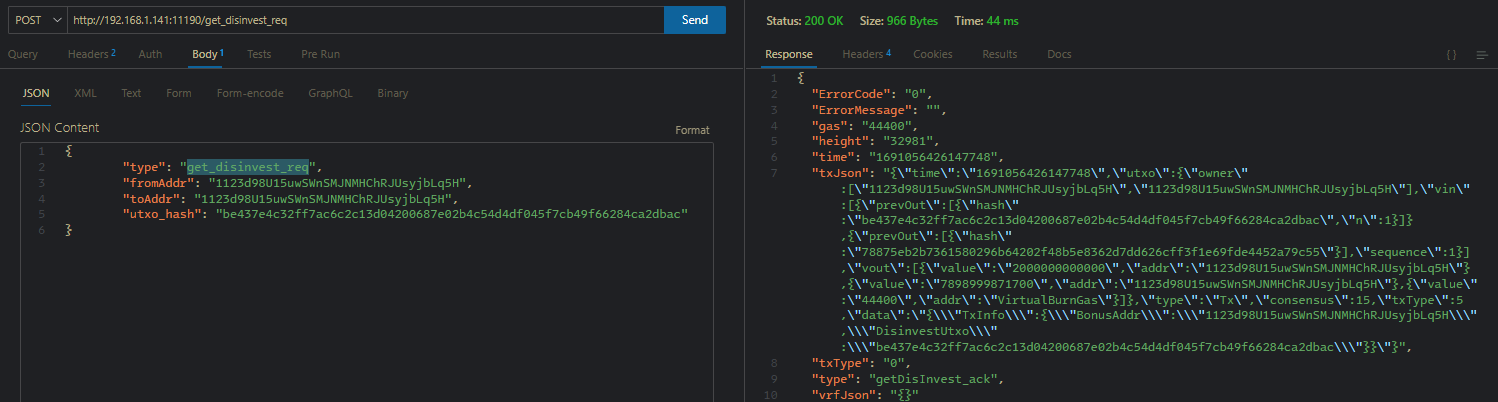 POST http://192.168.1.141:11190/get_disinvest_req Send
Query Headers 2 Auth Body 1 Tests Pre Run
JSON XML Text Form Form-encode GraphQL Binary
JSON Content Format
1 {
2 "type": "get_disinvest_req",
3 "fromAddr": "1123d98U15uwSWnSMJNMHChRJUsyjbLq5H",
4 "toAddr": "1123d98U15uwSWnSMJNMHChRJUsyjbLq5H",
5 "utxo_hash": "be437e4c32ff7ac6c2c13d04200687e02b4c54d4df045f7cb49f66284ca2dbac"
6 }
Status: 200 OK Size: 966 Bytes Time: 44 ms
Response Headers 4 Cookies Results Docs { }
1 {
2 "ErrorCode": "0",
3 "ErrorMessage": "",
4 "gas": "44400",
5 "height": "32981",
6 "time": "1691056426147748",
7 "txJson": "{\"time\":\"1691056426147748\",\"utxo\":{\"owner\"
:[\"1123d98U15uwSWnSMJNMHChRJUsyjbLq5H\",\"1123d98U15uwSWnSMJNMHChRJUsyjbLq5H\"],\"vin\"
:[{\"prevOut\":[{\"hash\"
:\"be437e4c32ff7ac6c2c13d04200687e02b4c54d4df045f7cb49f66284ca2dbac\",\"n\":1}]}
,{\"prevOut\":[{\"hash\"
:\"78875eb2b7361580296b64202f48b5e8362d7dd626cff3f1e69fde4452a79c55\"}],\"sequence\":1}]
,\"vout\":[{\"value\":\"2000000000000\",\"addr\":\"1123d98U15uwSWnSMJNMHChRJUsyjbLq5H\"}
,{\"value\":\"7898999871700\",\"addr\":\"1123d98U15uwSWnSMJNMHChRJUsyjbLq5H\"},{\"value\"
:\"44400\",\"addr\":\"VirtualBurnGas\"}]},\"type\":\"Tx\",\"consensus\":15,\"txType\":5
,\"data\":\"{\\\"TxInfo\\\":{\\\"BonusAddr\\\":\\\"1123d98U15uwSWnSMJNMHChRJUsyjbLq5H\\\"
,\\\"DisinvestUtxo\\\"
:\\\"be437e4c32ff7ac6c2c13d04200687e02b4c54d4df045f7cb49f66284ca2dbac\\\"}}\"}",
8 "txType": "0",
9 "type": "getDisInvest_ack",
10 "vrfJson": "{}"